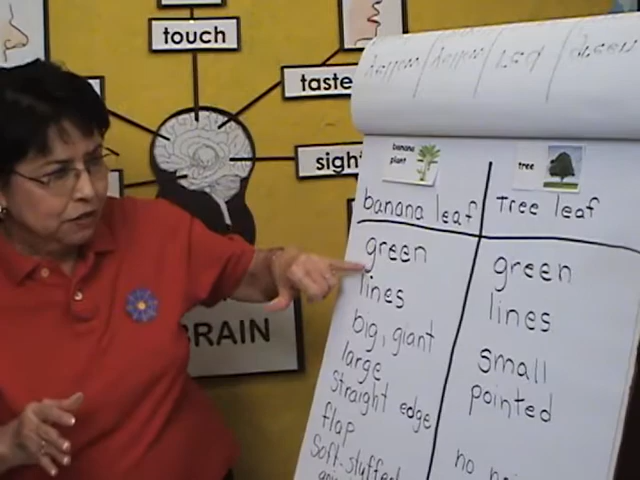 touch
taste
sight
BRAIN
banana plant
tree
banana leaf
Tree leaf
green
lines
big, giant
large
straight edge
flap
soft-stuffed
green
lines
small
pointed
no